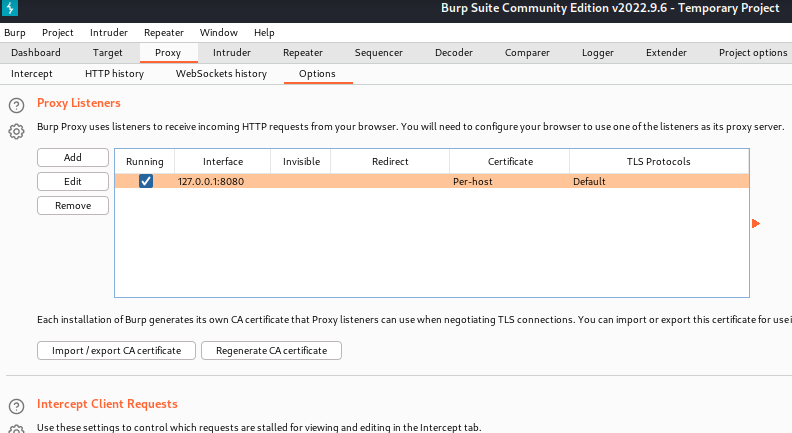 Burp Suite Community Edition v2022.9.6 - Temporary Project
Burp Project Intruder Repeater Window Help
Dashboard Target Proxy Intruder Repeater Sequencer Decoder Comparer Logger Extender Project options
Intercept HTTP history WebSockets history Options
Proxy Listeners
Burp Proxy uses listeners to receive incoming HTTP requests from your browser. You will need to configure your browser to use one of the listeners as its proxy server.
Add
Edit
Remove
Running Interface Invisible Redirect Certificate TLS Protocols
127.0.0.1:8080 Per-host Default
Each installation of Burp generates its own CA certificate that Proxy listeners can use when negotiating TLS connections. You can import or export this certificate for use i
Import / export CA certificate Regenerate CA certificate
Intercept Client Requests
Use these settings to control which requests are stalled for viewing and editing in the Intercept tab.